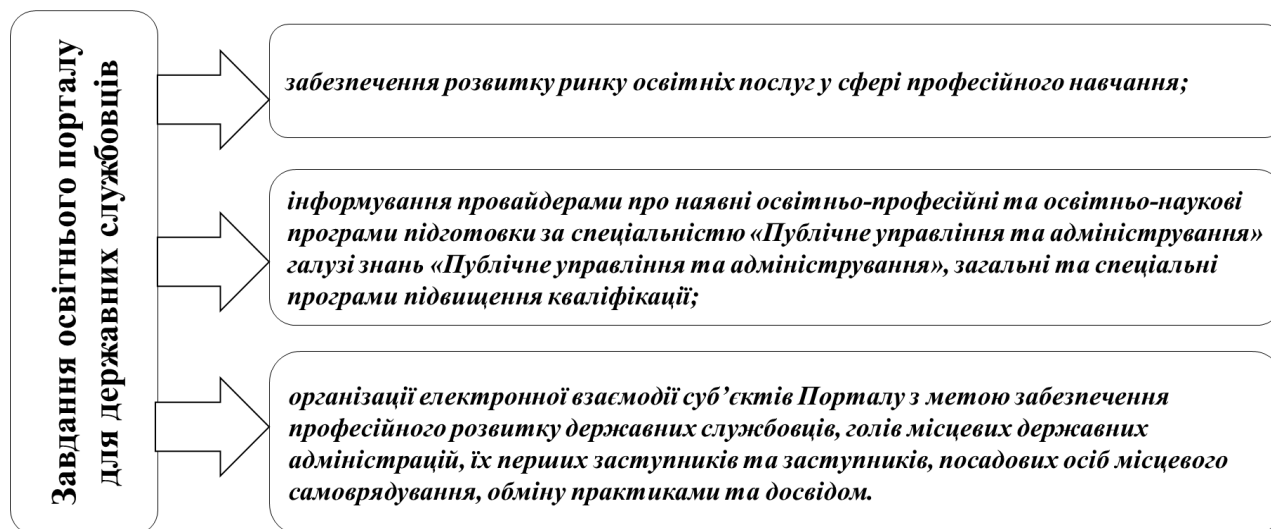 Завдання освітнього порталу
для державних службовців
забезпечення розвитку ринку освітніх послуг у сфері професійного навчання;
інформування провайдерами про наявні освітньо-професійні та освітньо-наукові
програми підготовки за спеціальністю «Публічне управління та адміністрування»
галузі знань «Публічне управління та адміністрування», загальні та спеціальні
програми підвищення кваліфікації;
організації електронної взаємодії суб’єктів Порталу з метою забезпечення
професійного розвитку державних службовців, голів місцевих державних
адміністрацій, їх перших заступників та заступників, посадових осіб місцевого
самоврядування, обміну практиками та досвідом.